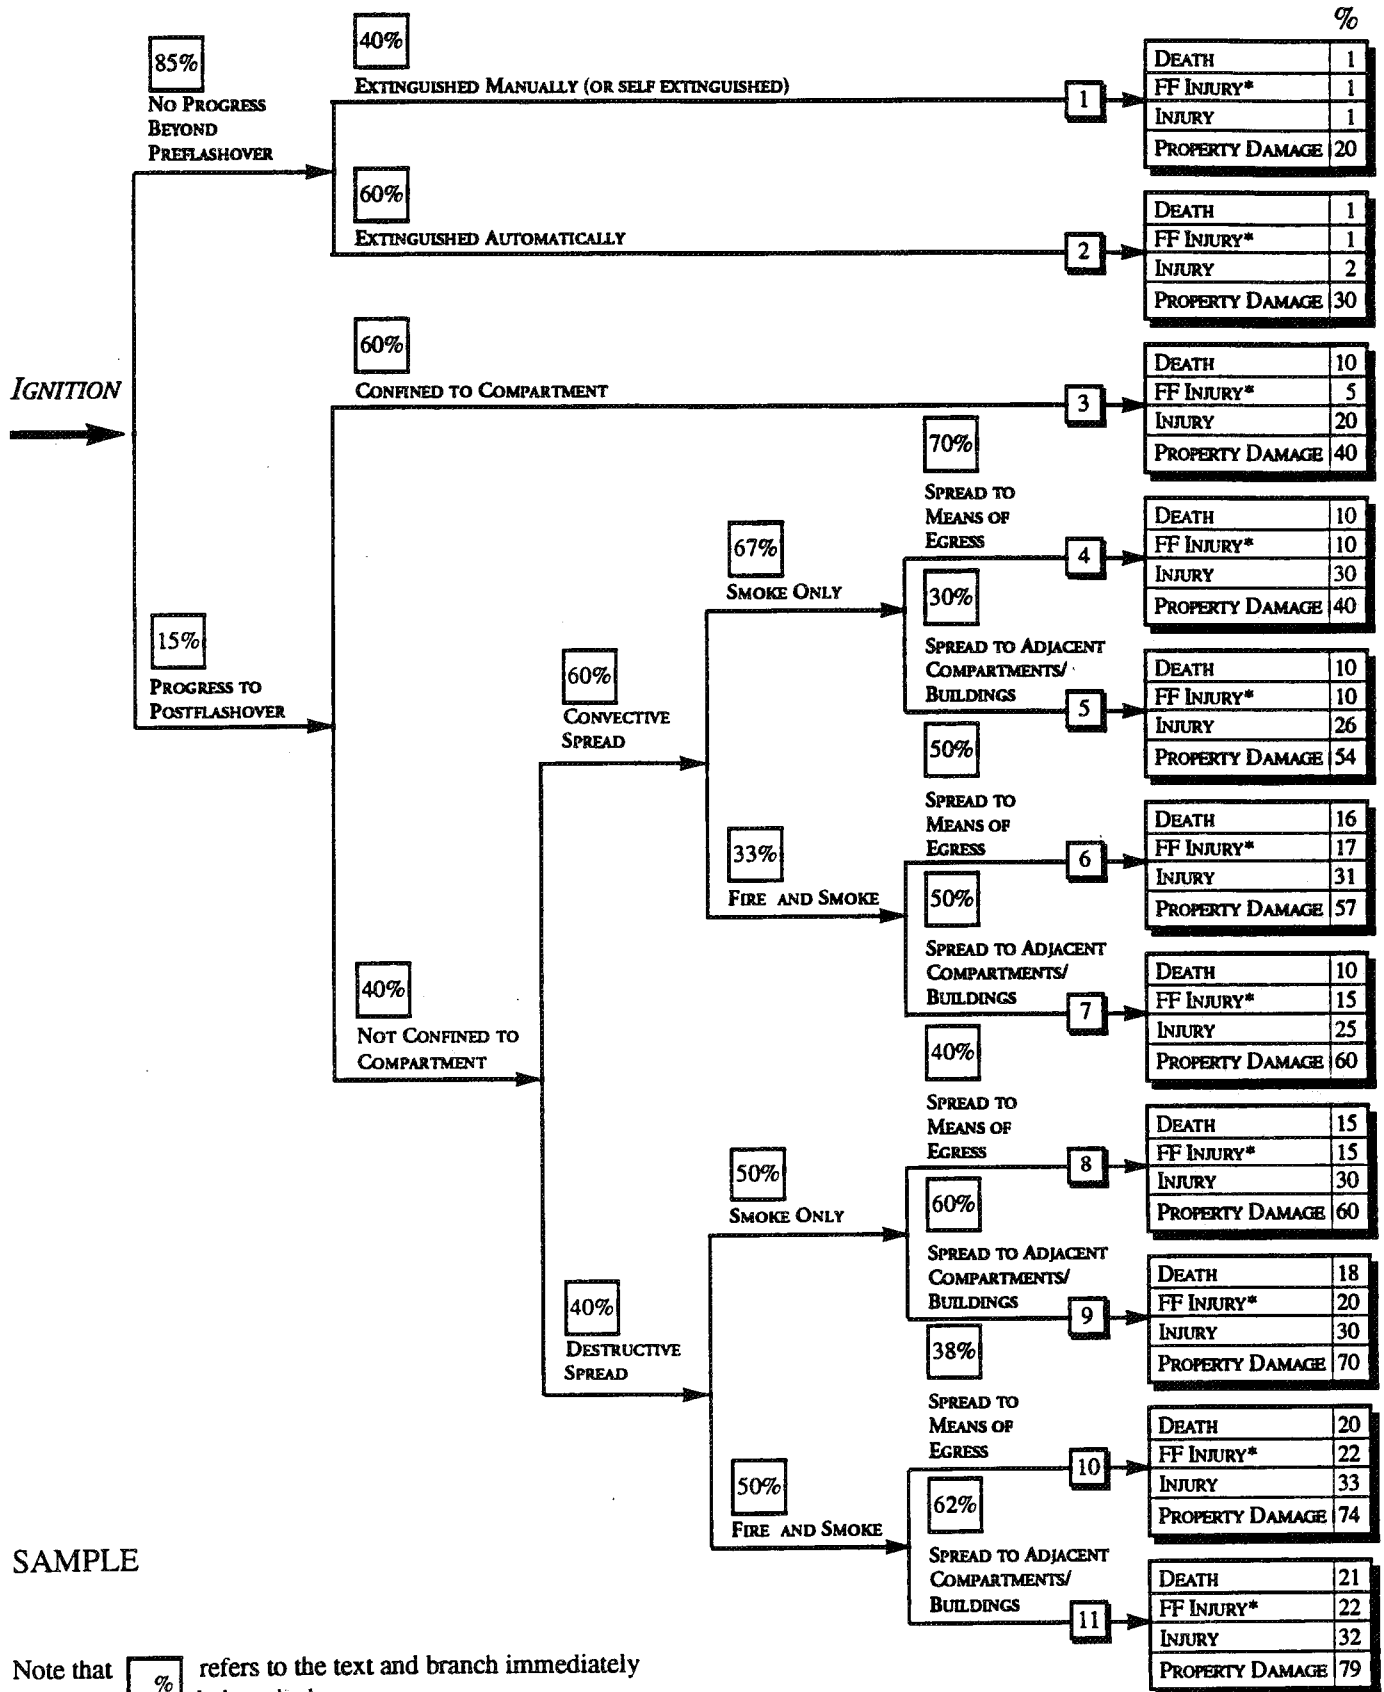 %
40%
85%
EXTINGUISHED MANUALLY (OR SELF EXTINGUISHED)
NO PROGRESS
BEYOND
PREFLASHOVER
1
DEATH 1
FF INJURY* 1
INJURY 1
PROPERTY DAMAGE 20
60%
EXTINGUISHED AUTOMATICALLY
2
DEATH 1
FF INJURY* 1
INJURY 2
PROPERTY DAMAGE 30
60%
CONFINED TO COMPARTMENT
3
DEATH 10
FF INJURY* 5
INJURY 20
PROPERTY DAMAGE 40
IGNITION
70%
SPREAD TO
MEANS OF
EGRESS
4
DEATH 10
FF INJURY* 10
INJURY 30
PROPERTY DAMAGE 40
67%
SMOKE ONLY
30%
SPREAD TO ADJACENT
COMPARTMENTS/
BUILDINGS
5
DEATH 10
FF INJURY* 10
INJURY 26
PROPERTY DAMAGE 54
15%
PROGRESS TO
POSTFLASHOVER
60%
CONVECTIVE
SPREAD
50%
SPREAD TO
MEANS OF
EGRESS
6
DEATH 16
FF INJURY* 17
INJURY 31
PROPERTY DAMAGE 57
33%
FIRE AND SMOKE
50%
SPREAD TO ADJACENT
COMPARTMENTS/
BUILDINGS
7
DEATH 10
FF INJURY* 15
INJURY 25
PROPERTY DAMAGE 60
40%
NOT CONFINED TO
COMPARTMENT
40%
SPREAD TO
MEANS OF
EGRESS
8
DEATH 15
FF INJURY* 15
INJURY 30
PROPERTY DAMAGE 60
50%
SMOKE ONLY
60%
SPREAD TO ADJACENT
COMPARTMENTS/
BUILDINGS
9
DEATH 18
FF INJURY* 20
INJURY 30
PROPERTY DAMAGE 70
40%
DESTRUCTIVE
SPREAD
38%
SPREAD TO
MEANS OF
EGRESS
10
DEATH 20
FF INJURY* 22
INJURY 33
PROPERTY DAMAGE 74
50%
FIRE AND SMOKE
62%
SPREAD TO ADJACENT
COMPARTMENTS/
BUILDINGS
11
DEATH 21
FF INJURY* 22
INJURY 32
PROPERTY DAMAGE 79
SAMPLE
Note that % refers to the text and branch immediately